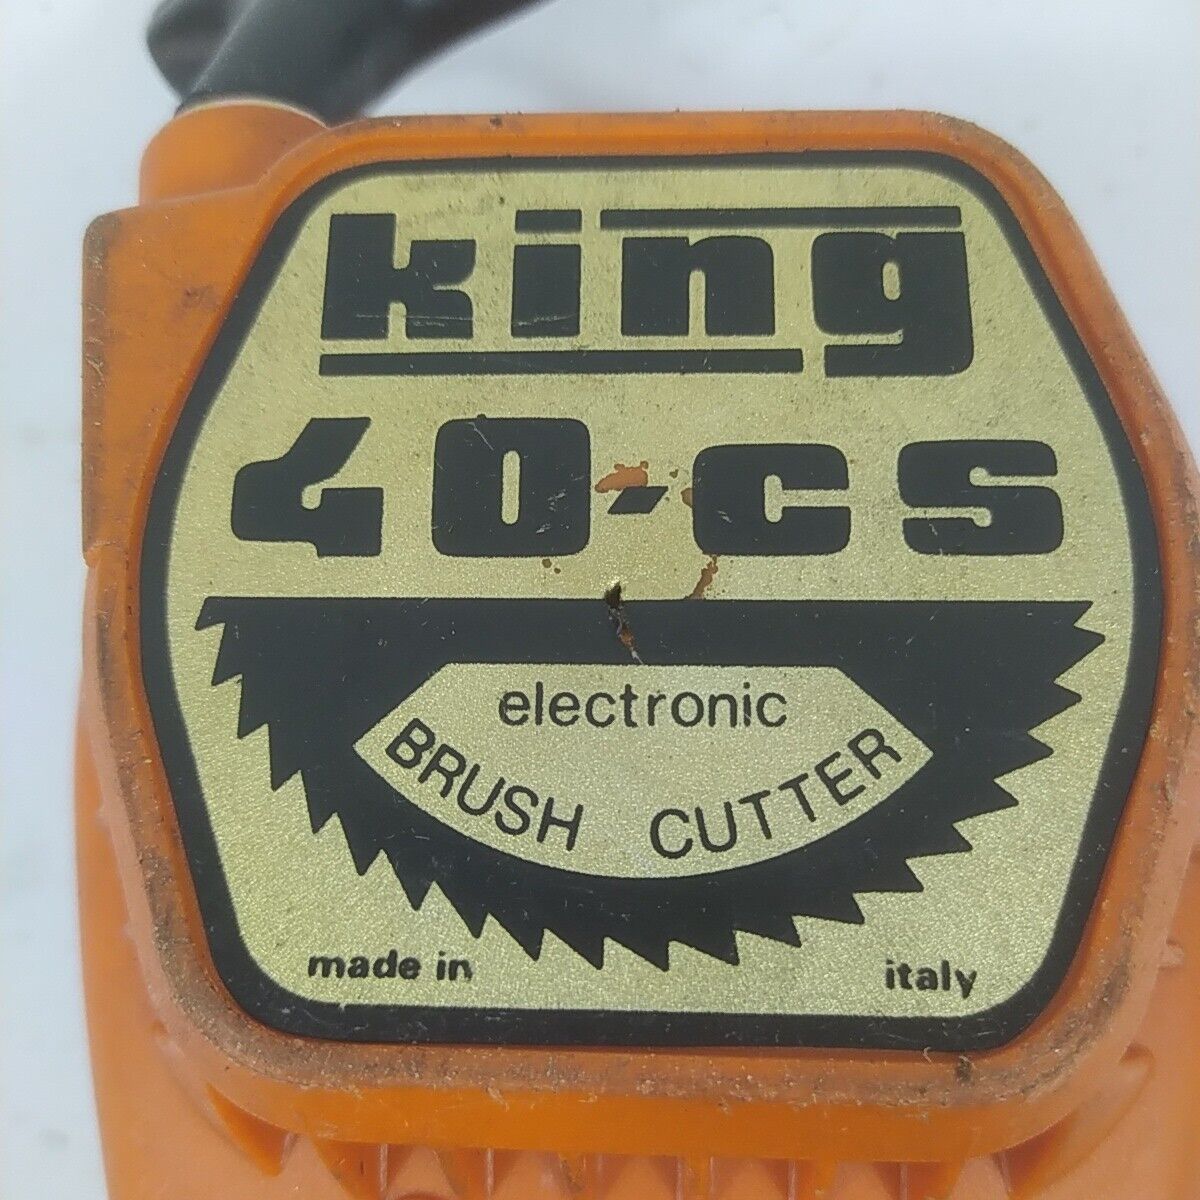 king
40-cs
electronic
BRUSH CUTTER
made in italy